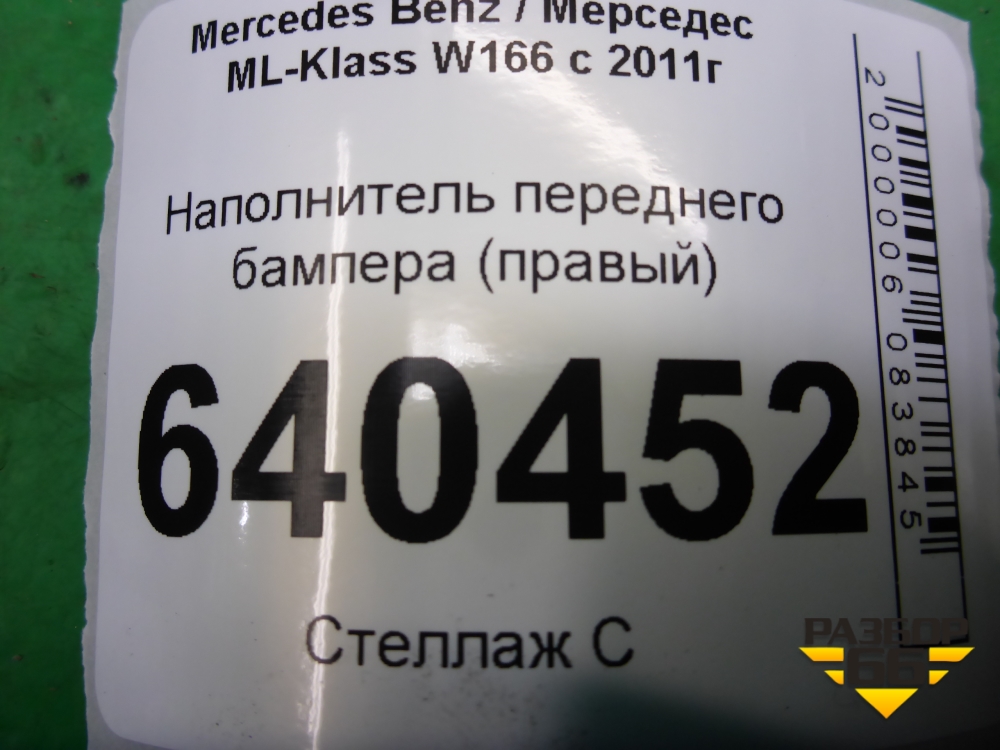 Mercedes Benz / Мерседес
ML-Klass W166 с 2011г
Наполнитель переднего
бампера (правый)
640452
Стеллаж С
2000006083845
РАЗБОР
66